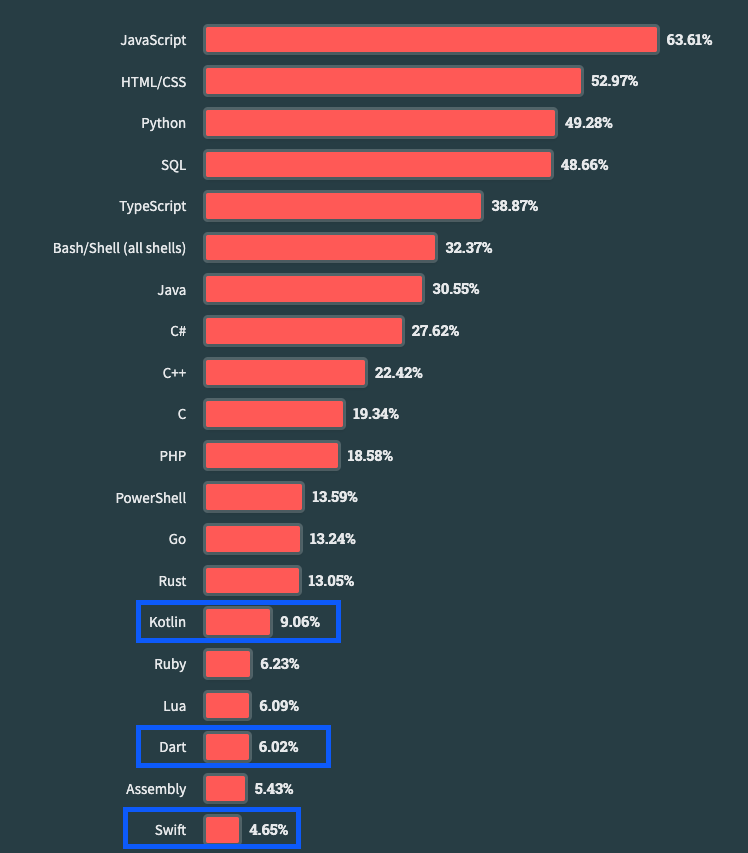 JavaScript 63.61%
HTML/CSS 52.97%
Python 49.28%
SQL 48.66%
TypeScript 38.87%
Bash/Shell (all shells) 32.37%
Java 30.55%
C# 27.62%
C++ 22.42%
C 19.34%
PHP 18.58%
PowerShell 13.59%
Go 13.24%
Rust 13.05%
Kotlin 9.06%
Ruby 6.23%
Lua 6.09%
Dart 6.02%
Assembly 5.43%
Swift 4.65%